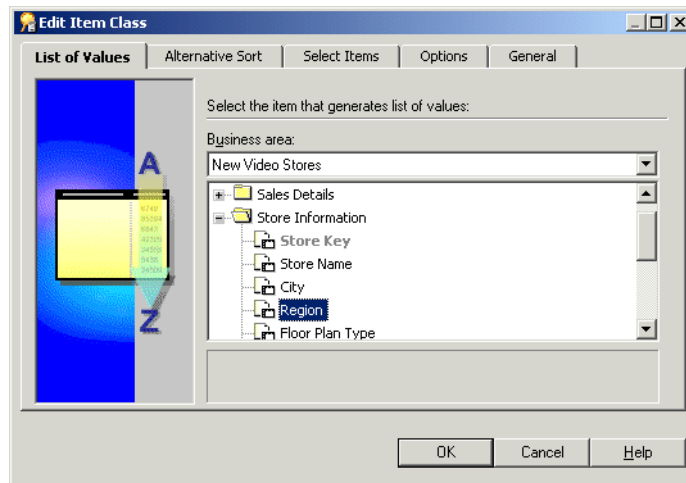 Edit Item Class
List of Values
Alternative Sort
Select Items
Options
General
Select the item that generates list of values:
Business area:
New Video Stores
Sales Details
Store Information
Store Key
Store Name
City
Region
Floor Plan Type
A
Z
OK
Cancel
Help